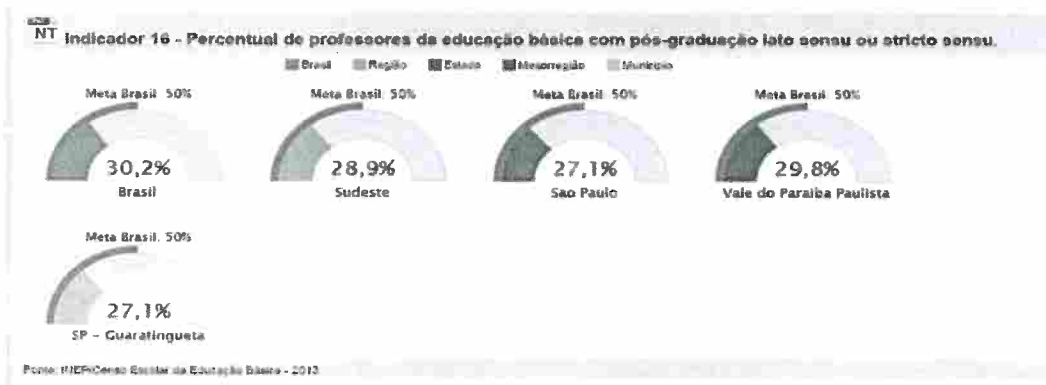 NT Indicador 16 - Percentual de professores da educação básica com pós-graduação lato sensu ou stricto sensu.
Brasil Região Estado Mesorregião Município
Meta Brasil: 50% Meta Brasil: 50% Meta Brasil: 50% Meta Brasil: 50%
30,2% 28,9% 27,1% 29,8%
Brasil Sudeste Sao Paulo Vale do Paraiba Paulista
Meta Brasil: 50%
27,1%
SP - Guaratingueta
Fonte: INEP/Censo Escolar da Educação Básica - 2013